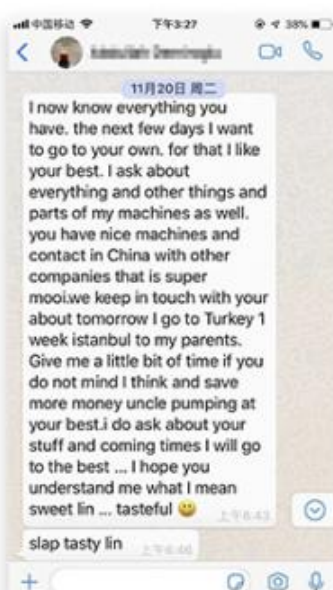 中国移动 下午3:27 38%
11月20日 周二
I now know everything you
have. the next few days I want
to go to your own. for that I like
your best. I ask about
everything and other things and
parts of my machines as well.
you have nice machines and
contact in China with other
companies that is super
mooi.we keep in touch with your
about tomorrow I go to Turkey 1
week istanbul to my parents.
Give me a little bit of time if you
do not mind I think and save
more money uncle pumping at
your best.i do ask about your
stuff and coming times I will go
to the best ... I hope you
understand me what I mean
sweet lin ... tasteful 😀
下午6:43
slap tasty lin 下午6:46